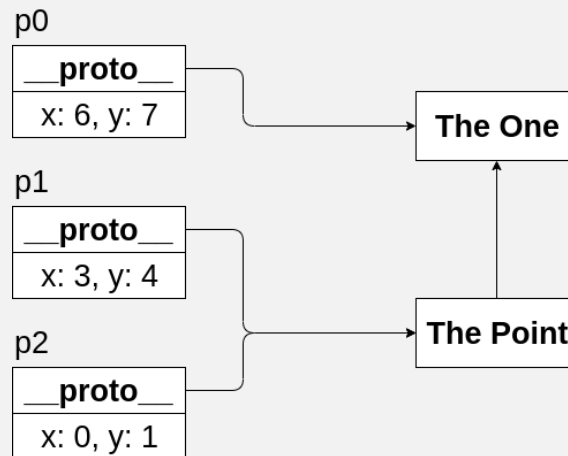 p0
__proto__
x: 6, y: 7
The One
p1
__proto__
x: 3, y: 4
The Point
p2
__proto__
x: 0, y: 1